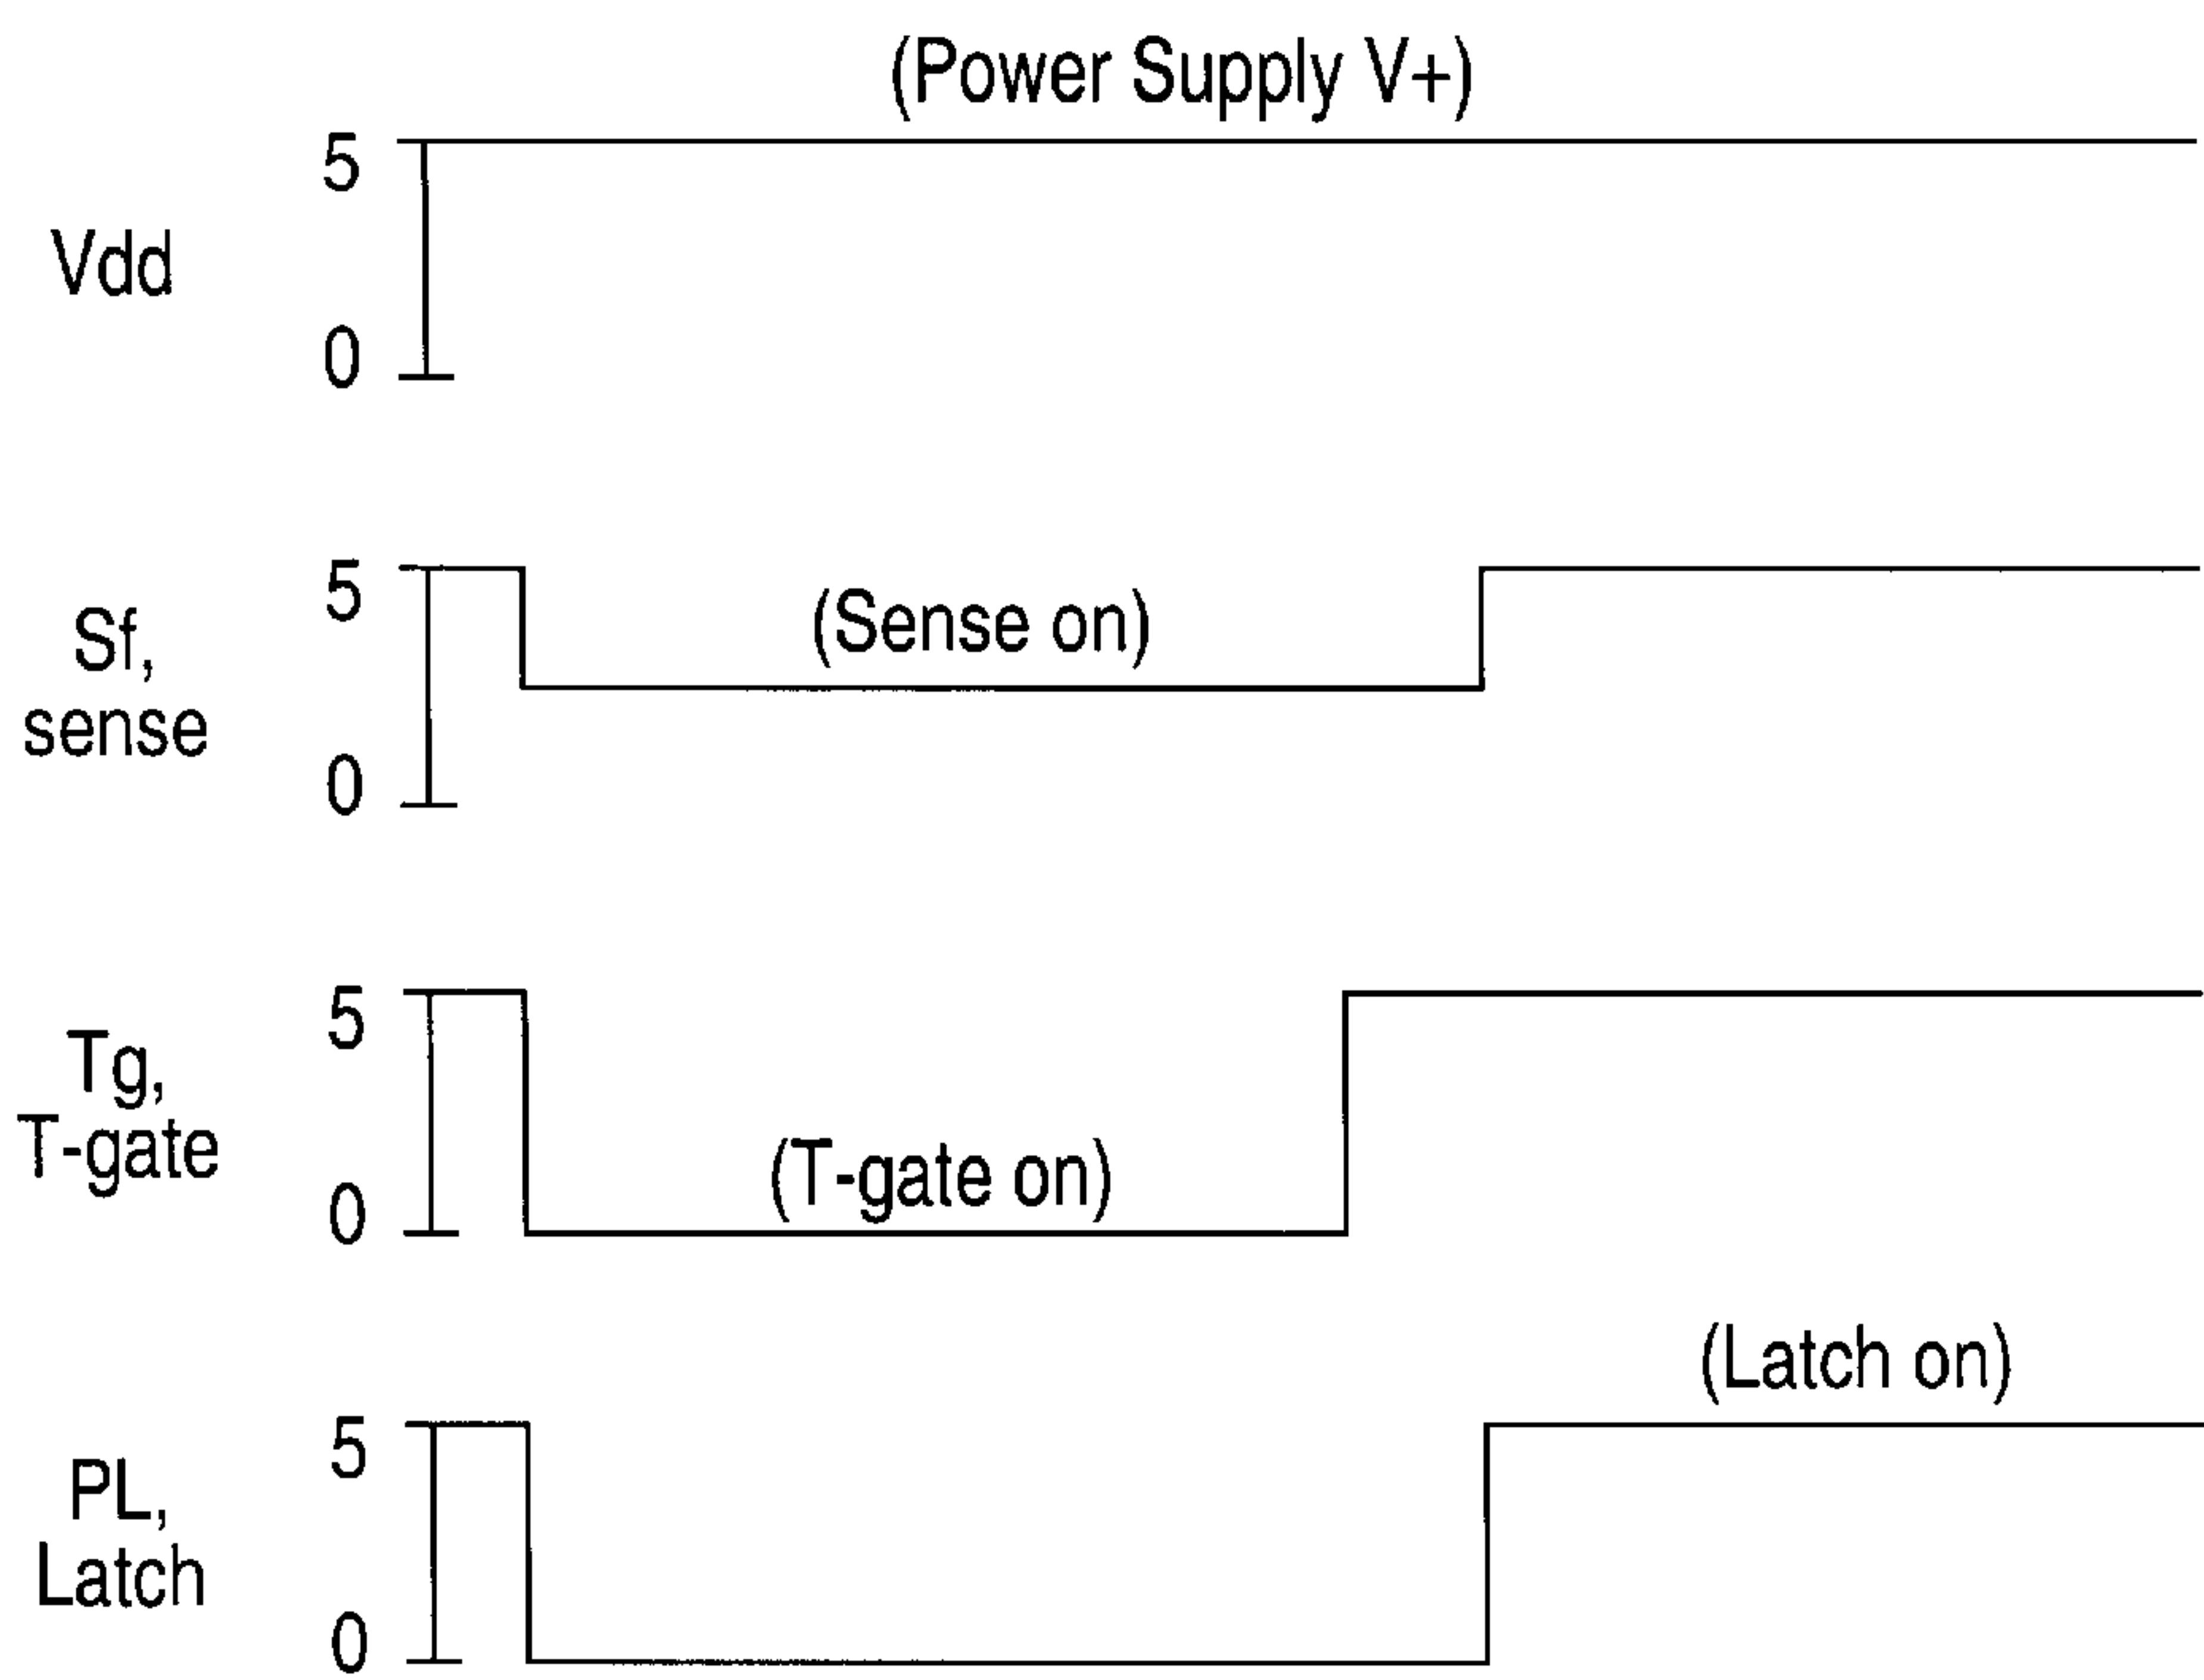 (Power Supply V+)
5
Vdd
0
5
(Sense on)
Sf,
sense
0
5
Tg,
T-gate
(T-gate on)
0
(Latch on)
5
PL,
Latch
0